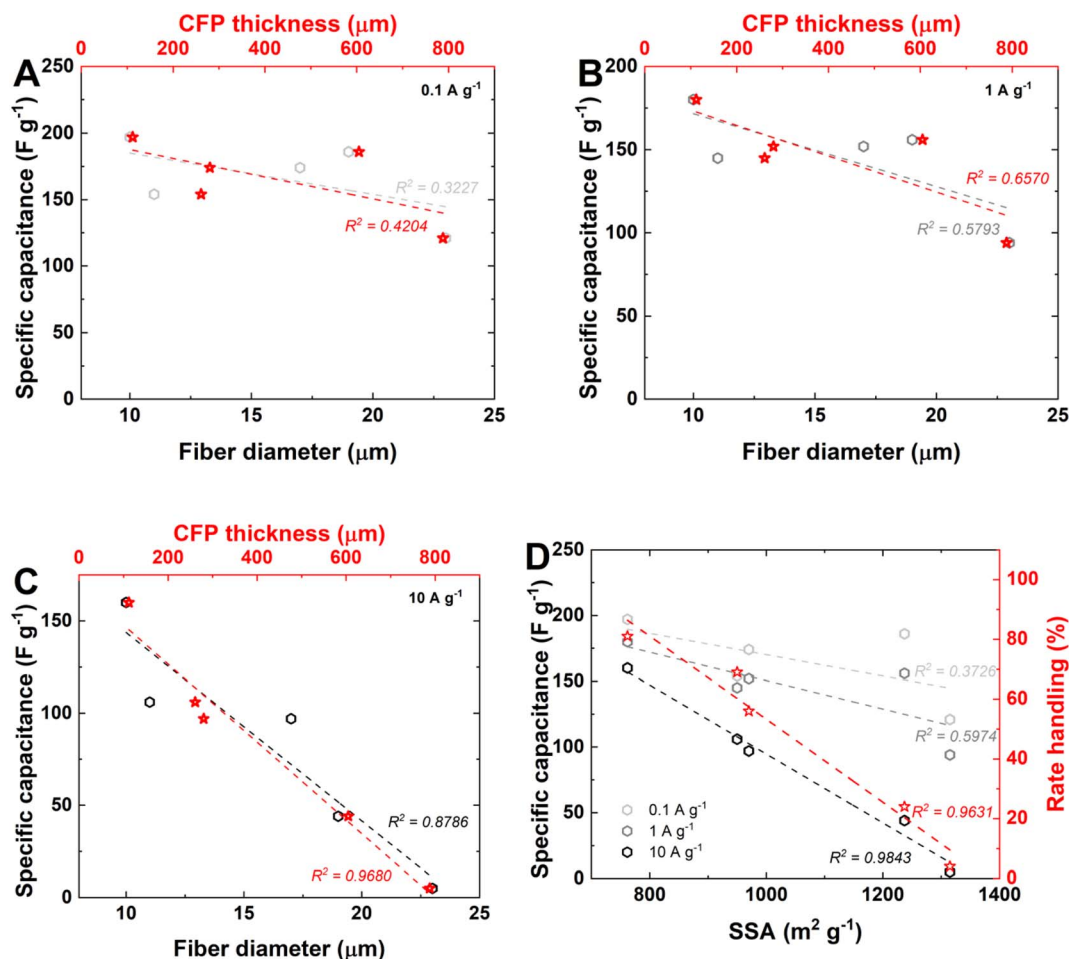 CFP thickness (μm)
0 200 400 600 800
A
0.1 A g⁻¹
Specific capacitance (F g⁻¹)
250
200
150
100
50
0
R² = 0.3227
R² = 0.4204
10 15 20 25
Fiber diameter (μm)
CFP thickness (μm)
0 200 400 600 800
B
1 A g⁻¹
Specific capacitance (F g⁻¹)
200
150
100
50
0
R² = 0.6570
R² = 0.5793
10 15 20 25
Fiber diameter (μm)
CFP thickness (μm)
0 200 400 600 800
C
10 A g⁻¹
Specific capacitance (F g⁻¹)
150
100
50
0
R² = 0.8786
R² = 0.9680
10 15 20 25
Fiber diameter (μm)
D
Specific capacitance (F g⁻¹)
250
200
150
100
50
0
R² = 0.3726
R² = 0.5974
R² = 0.9631
R² = 0.9843
0.1 A g⁻¹
1 A g⁻¹
10 A g⁻¹
100
80
60
40
20
0
Rate handling (%)
800 1000 1200 1400
SSA (m² g⁻¹)